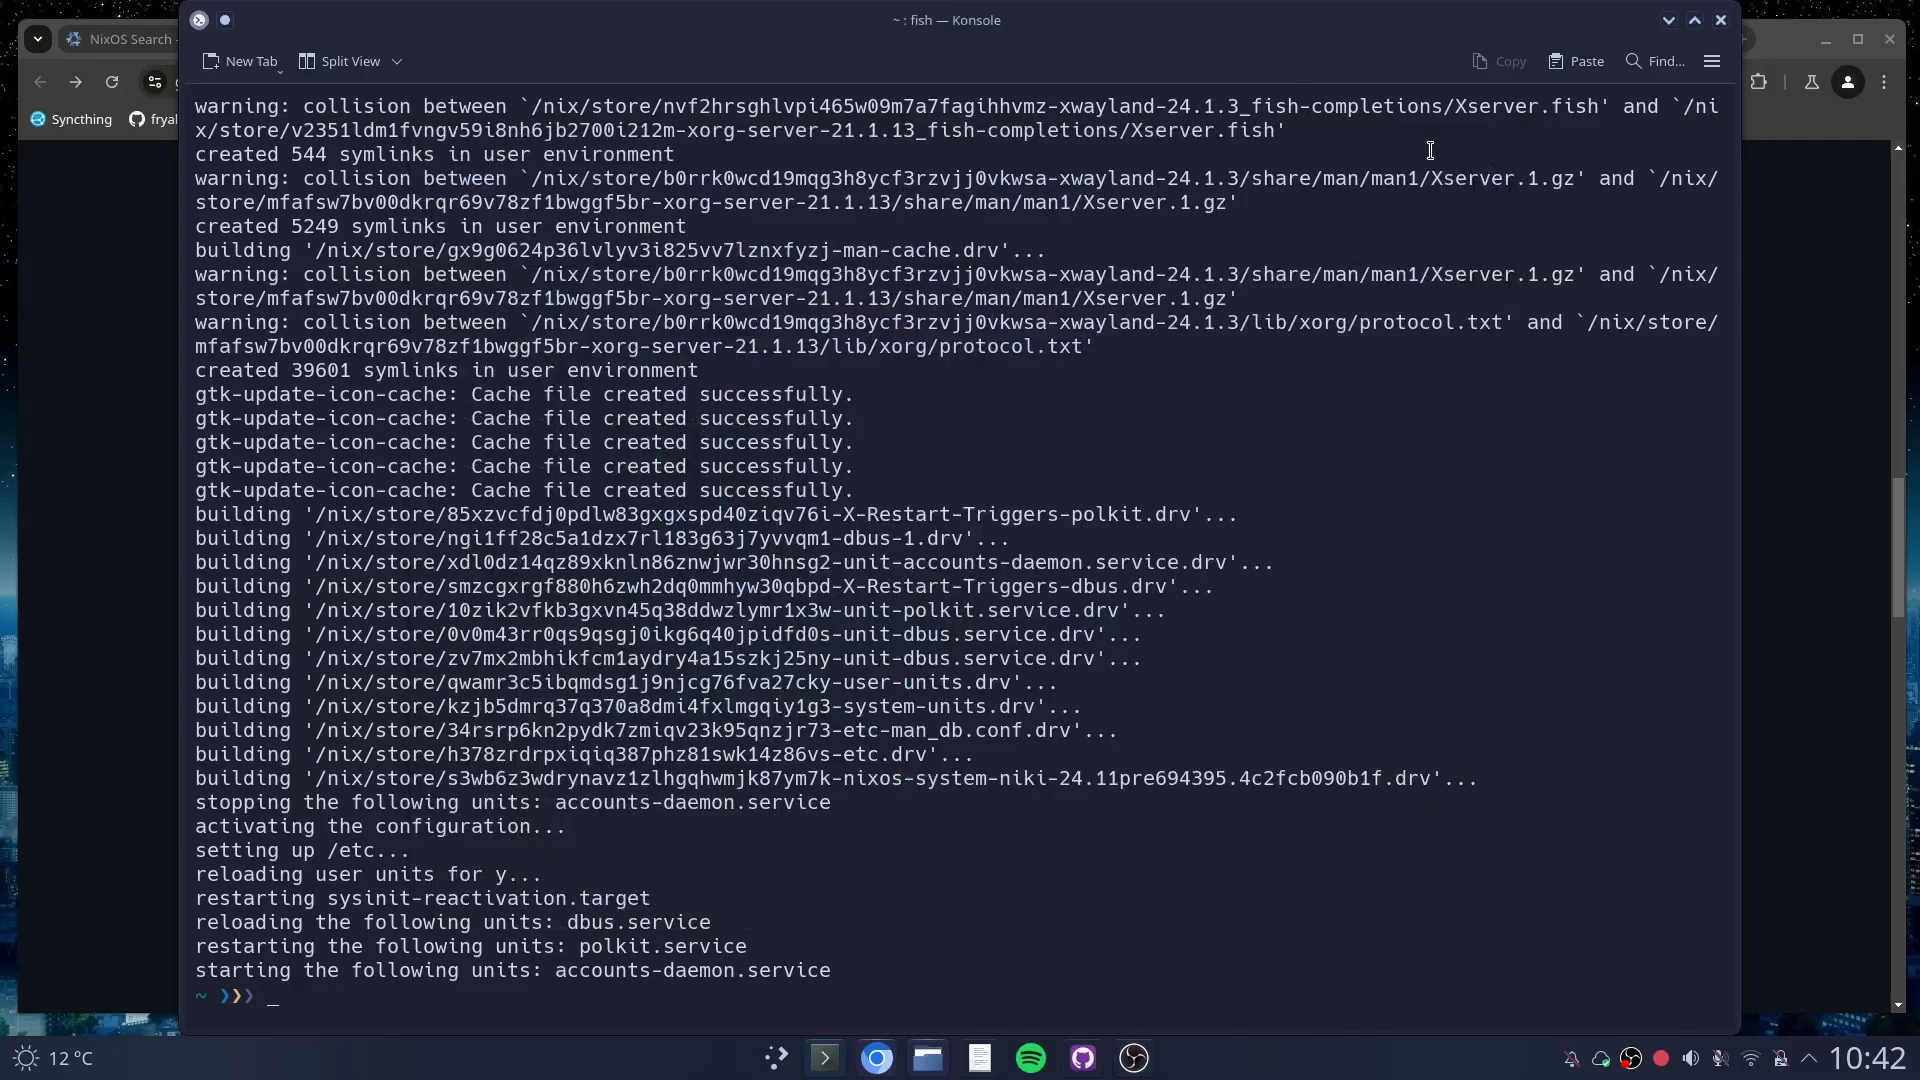 ~ : fish — Konsole
NixOS Search -
New Tab
Split View
Copy
Paste
Find...
Syncthing
fryal
warning: collision between `/nix/store/nvf2hrsghlvpi465w09m7a7fagihhvmz-xwayland-24.1.3_fish-completions/Xserver.fish' and `/ni
x/store/v2351ldm1fvngv59i8nh6jb2700i212m-xorg-server-21.1.13_fish-completions/Xserver.fish'
created 544 symlinks in user environment
warning: collision between `/nix/store/b0rrk0wcd19mqg3h8ycf3rzvjj0vkwsa-xwayland-24.1.3/share/man/man1/Xserver.1.gz' and `/nix/
store/mfafsw7bv00dkrqr69v78zf1bwggf5br-xorg-server-21.1.13/share/man/man1/Xserver.1.gz'
created 5249 symlinks in user environment
building '/nix/store/gx9g0624p36lvlyv3i825vv7lznxfyzj-man-cache.drv'...
warning: collision between `/nix/store/b0rrk0wcd19mqg3h8ycf3rzvjj0vkwsa-xwayland-24.1.3/share/man/man1/Xserver.1.gz' and `/nix/
store/mfafsw7bv00dkrqr69v78zf1bwggf5br-xorg-server-21.1.13/share/man/man1/Xserver.1.gz'
warning: collision between `/nix/store/b0rrk0wcd19mqg3h8ycf3rzvjj0vkwsa-xwayland-24.1.3/lib/xorg/protocol.txt' and `/nix/store/
mfafsw7bv00dkrqr69v78zf1bwggf5br-xorg-server-21.1.13/lib/xorg/protocol.txt'
created 39601 symlinks in user environment
gtk-update-icon-cache: Cache file created successfully.
gtk-update-icon-cache: Cache file created successfully.
gtk-update-icon-cache: Cache file created successfully.
gtk-update-icon-cache: Cache file created successfully.
gtk-update-icon-cache: Cache file created successfully.
building '/nix/store/85xzvcfdj0pdlw83gxgxspd40ziqv76i-X-Restart-Triggers-polkit.drv'...
building '/nix/store/ngi1ff28c5a1dzx7rl183g63j7yvvqm1-dbus-1.drv'...
building '/nix/store/xdl0dz14qz89xknln86znwjwr30hnsg2-unit-accounts-daemon.service.drv'...
building '/nix/store/smzcgxrgf880h6zwh2dq0mmhyw30qbpd-X-Restart-Triggers-dbus.drv'...
building '/nix/store/10zik2vfkb3gxvn45q38ddwzlymr1x3w-unit-polkit.service.drv'...
building '/nix/store/0v0m43rr0qs9qsgj0ikg6q40jpidfd0s-unit-dbus.service.drv'...
building '/nix/store/zv7mx2mbhikfcm1aydry4a15szkj25ny-unit-dbus.service.drv'...
building '/nix/store/qwamr3c5ibqmdsg1j9njcg76fva27cky-user-units.drv'...
building '/nix/store/kzjb5dmrq37q370a8dmi4fxlmgqiy1g3-system-units.drv'...
building '/nix/store/34rsrp6kn2pydk7zmiqv23k95qnzjr73-etc-man_db.conf.drv'...
building '/nix/store/h378zrdrpxiqiq387phz81swk14z86vs-etc.drv'...
building '/nix/store/s3wb6z3wdrynavz1zlhgqhwmjk87ym7k-nixos-system-niki-24.11pre694395.4c2fcb090b1f.drv'...
stopping the following units: accounts-daemon.service
activating the configuration...
setting up /etc...
reloading user units for y...
restarting sysinit-reactivation.target
reloading the following units: dbus.service
restarting the following units: polkit.service
starting the following units: accounts-daemon.service
~ ❯❯❯ _
12 °C
10:42